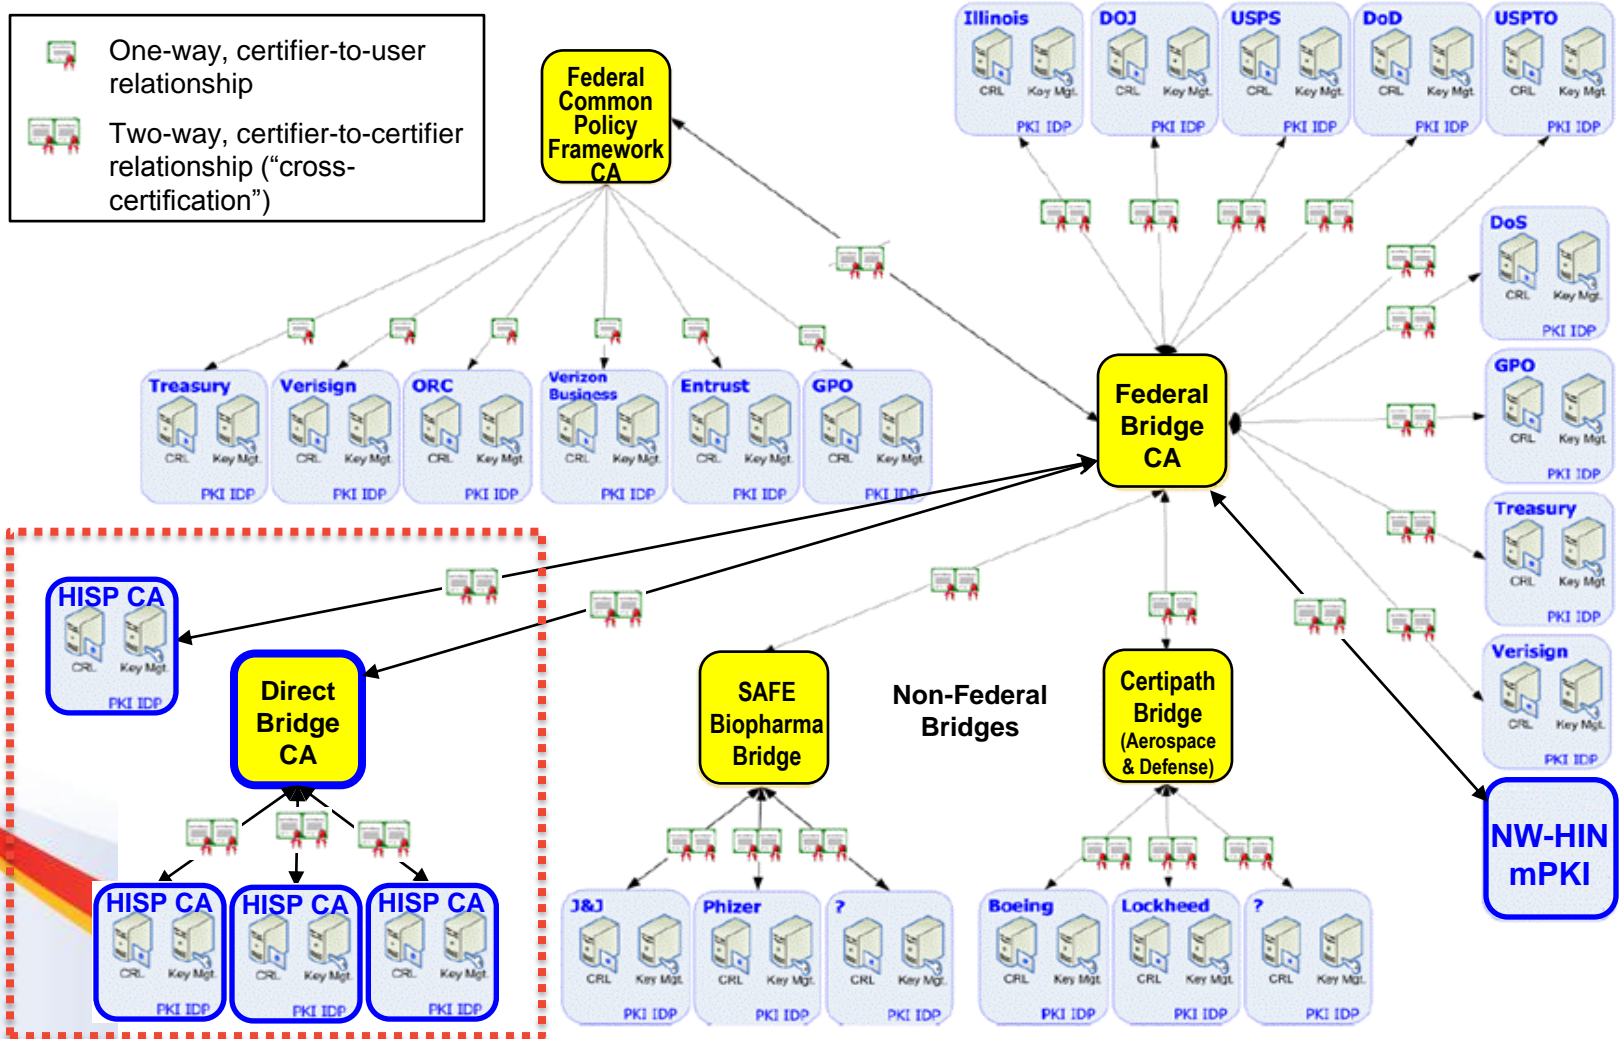 One-way, certifier-to-user
relationship
Two-way, certifier-to-certifier
relationship (“cross-
certification”)
Federal
Common
Policy
Framework
CA
Illinois
CRL Key Mgt.
PKI IDP
DOJ
CRL Key Mgt.
PKI IDP
USPS
CRL Key Mgt.
PKI IDP
DoD
CRL Key Mgt.
PKI IDP
USPTO
CRL Key Mgt.
PKI IDP
DoS
CRL Key Mgt.
PKI IDP
GPO
CRL Key Mgt.
PKI IDP
Treasury
CRL Key Mgt.
PKI IDP
Verisign
CRL Key Mgt.
PKI IDP
Treasury
CRL Key Mgt.
PKI IDP
Verisign
CRL Key Mgt.
PKI IDP
ORC
CRL Key Mgt.
PKI IDP
Verizon
Business
CRL Key Mgt.
PKI IDP
Entrust
CRL Key Mgt.
PKI IDP
GPO
CRL Key Mgt.
PKI IDP
Federal
Bridge
CA
HISP CA
CRL Key Mgt.
PKI IDP
Direct
Bridge
CA
HISP CA
CRL Key Mgt.
PKI IDP
HISP CA
CRL Key Mgt.
PKI IDP
HISP CA
CRL Key Mgt.
PKI IDP
SAFE
Biopharma
Bridge
Non-Federal
Bridges
Certipath
Bridge
(Aerospace
& Defense)
J&J
CRL Key Mgt.
PKI IDP
Phizer
CRL Key Mgt.
PKI IDP
?
CRL Key Mgt.
PKI IDP
Boeing
CRL Key Mgt.
PKI IDP
Lockheed
CRL Key Mgt.
PKI IDP
?
CRL Key Mgt.
PKI IDP
NW-HIN
mPKI